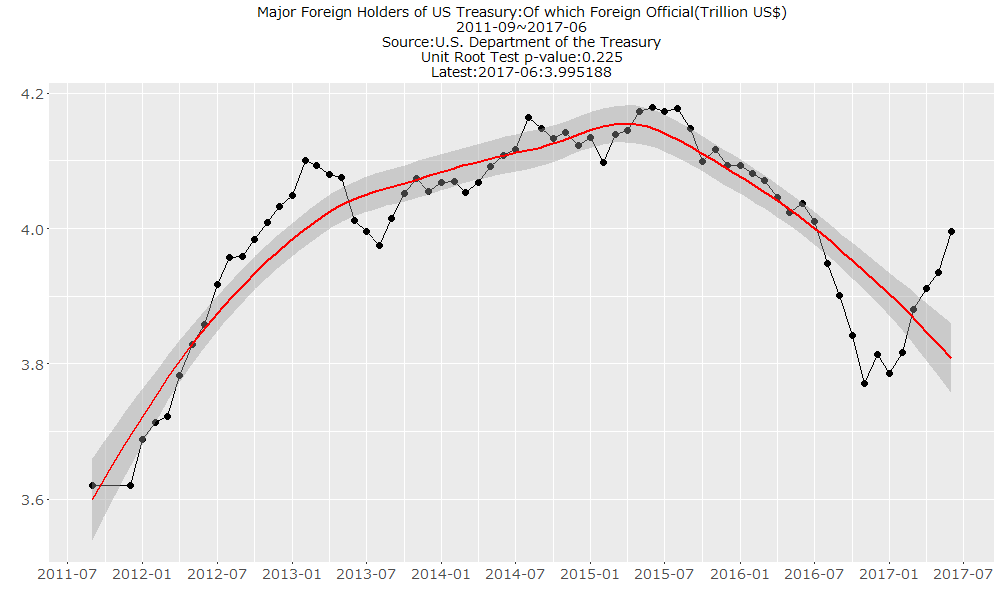 Major Foreign Holders of US Treasury:Of which Foreign Official(Trillion US$)
2011-09~2017-06
Source:U.S. Department of the Treasury
Unit Root Test p-value:0.225
Latest:2017-06:3.995188
4.2
4.0
3.8
3.6
2011-07 2012-01 2012-07 2013-01 2013-07 2014-01 2014-07 2015-01 2015-07 2016-01 2016-07 2017-01 2017-07